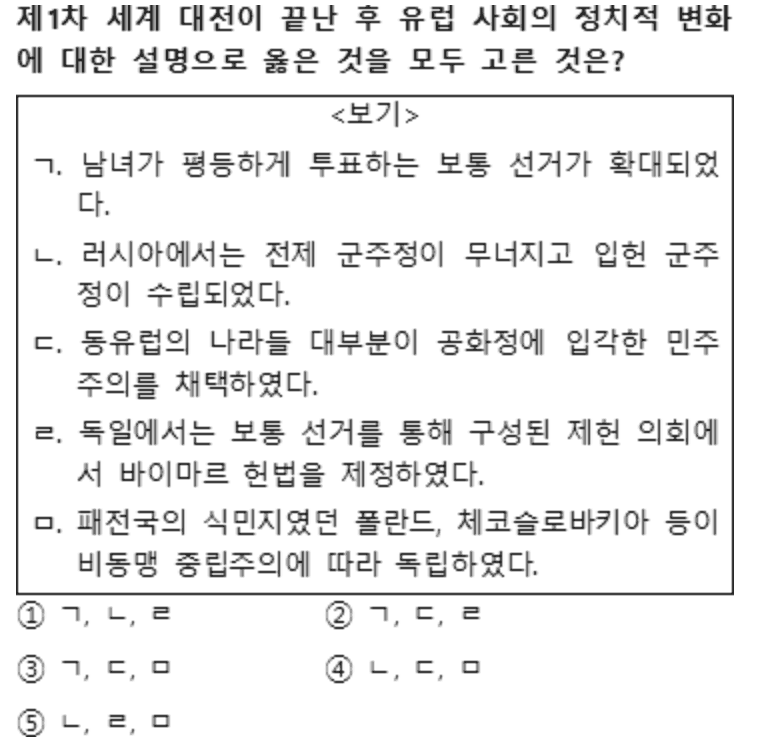 제1차 세계 대전이 끝난 후 유럽 사회의 정치적 변화
에 대한 설명으로 옳은 것을 모두 고른 것은?
<보기>
ㄱ. 남녀가 평등하게 투표하는 보통 선거가 확대되었
다.
ㄴ. 러시아에서는 전제 군주정이 무너지고 입헌 군주
정이 수립되었다.
ㄷ. 동유럽의 나라들 대부분이 공화정에 입각한 민주
주의를 채택하였다.
ㄹ. 독일에서는 보통 선거를 통해 구성된 제헌 의회에
서 바이마르 헌법을 제정하였다.
ㅁ. 패전국의 식민지였던 폴란드, 체코슬로바키아 등이
비동맹 중립주의에 따라 독립하였다.
① ㄱ, ㄴ, ㄹ ② ㄱ, ㄷ, ㄹ
③ ㄱ, ㄷ, ㅁ ④ ㄴ, ㄷ, ㅁ
⑤ ㄴ, ㄹ, ㅁ